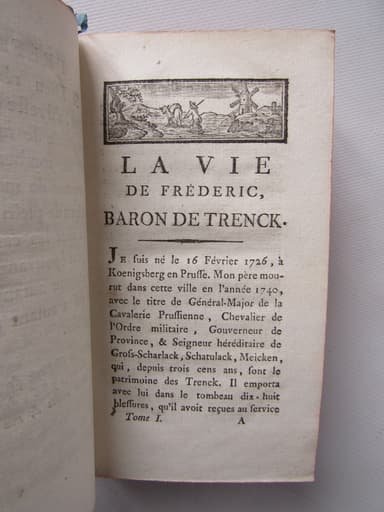 LA VIE
DE FRÉDERIC,
BARON DE TRENCK.
JE suis né le 16 Février 1726, à
Koenigsberg en Prusse. Mon père mou-
rut dans cette ville en l'année 1740,
avec le titre de Général-Major de la
Cavalerie Prussienne, Chevalier de
l'Ordre militaire, Gouverneur de
Province, & Seigneur héréditaire de
Gross-Scharlack, Schatulack, Meicken,
qui, depuis trois cens ans, sont le
patrimoine des Trenck. Il emporta
avec lui dans le tombeau dix-huit
blessures, qu'il avoit reçues au service
Tome I. A